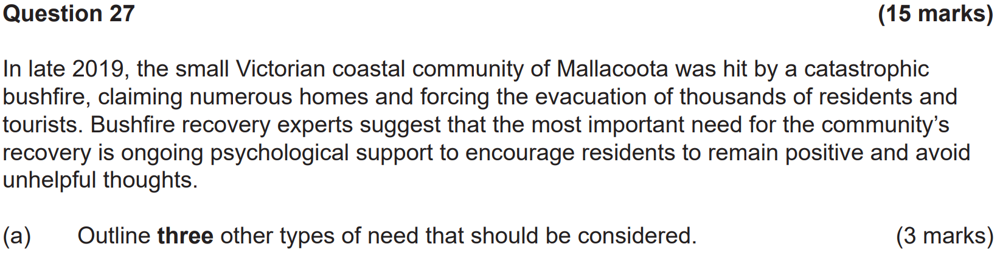 Question 27 (15 marks)
In late 2019, the small Victorian coastal community of Mallacoota was hit by a catastrophic
bushfire, claiming numerous homes and forcing the evacuation of thousands of residents and
tourists. Bushfire recovery experts suggest that the most important need for the community’s
recovery is ongoing psychological support to encourage residents to remain positive and avoid
unhelpful thoughts.
(a) Outline three other types of need that should be considered. (3 marks)